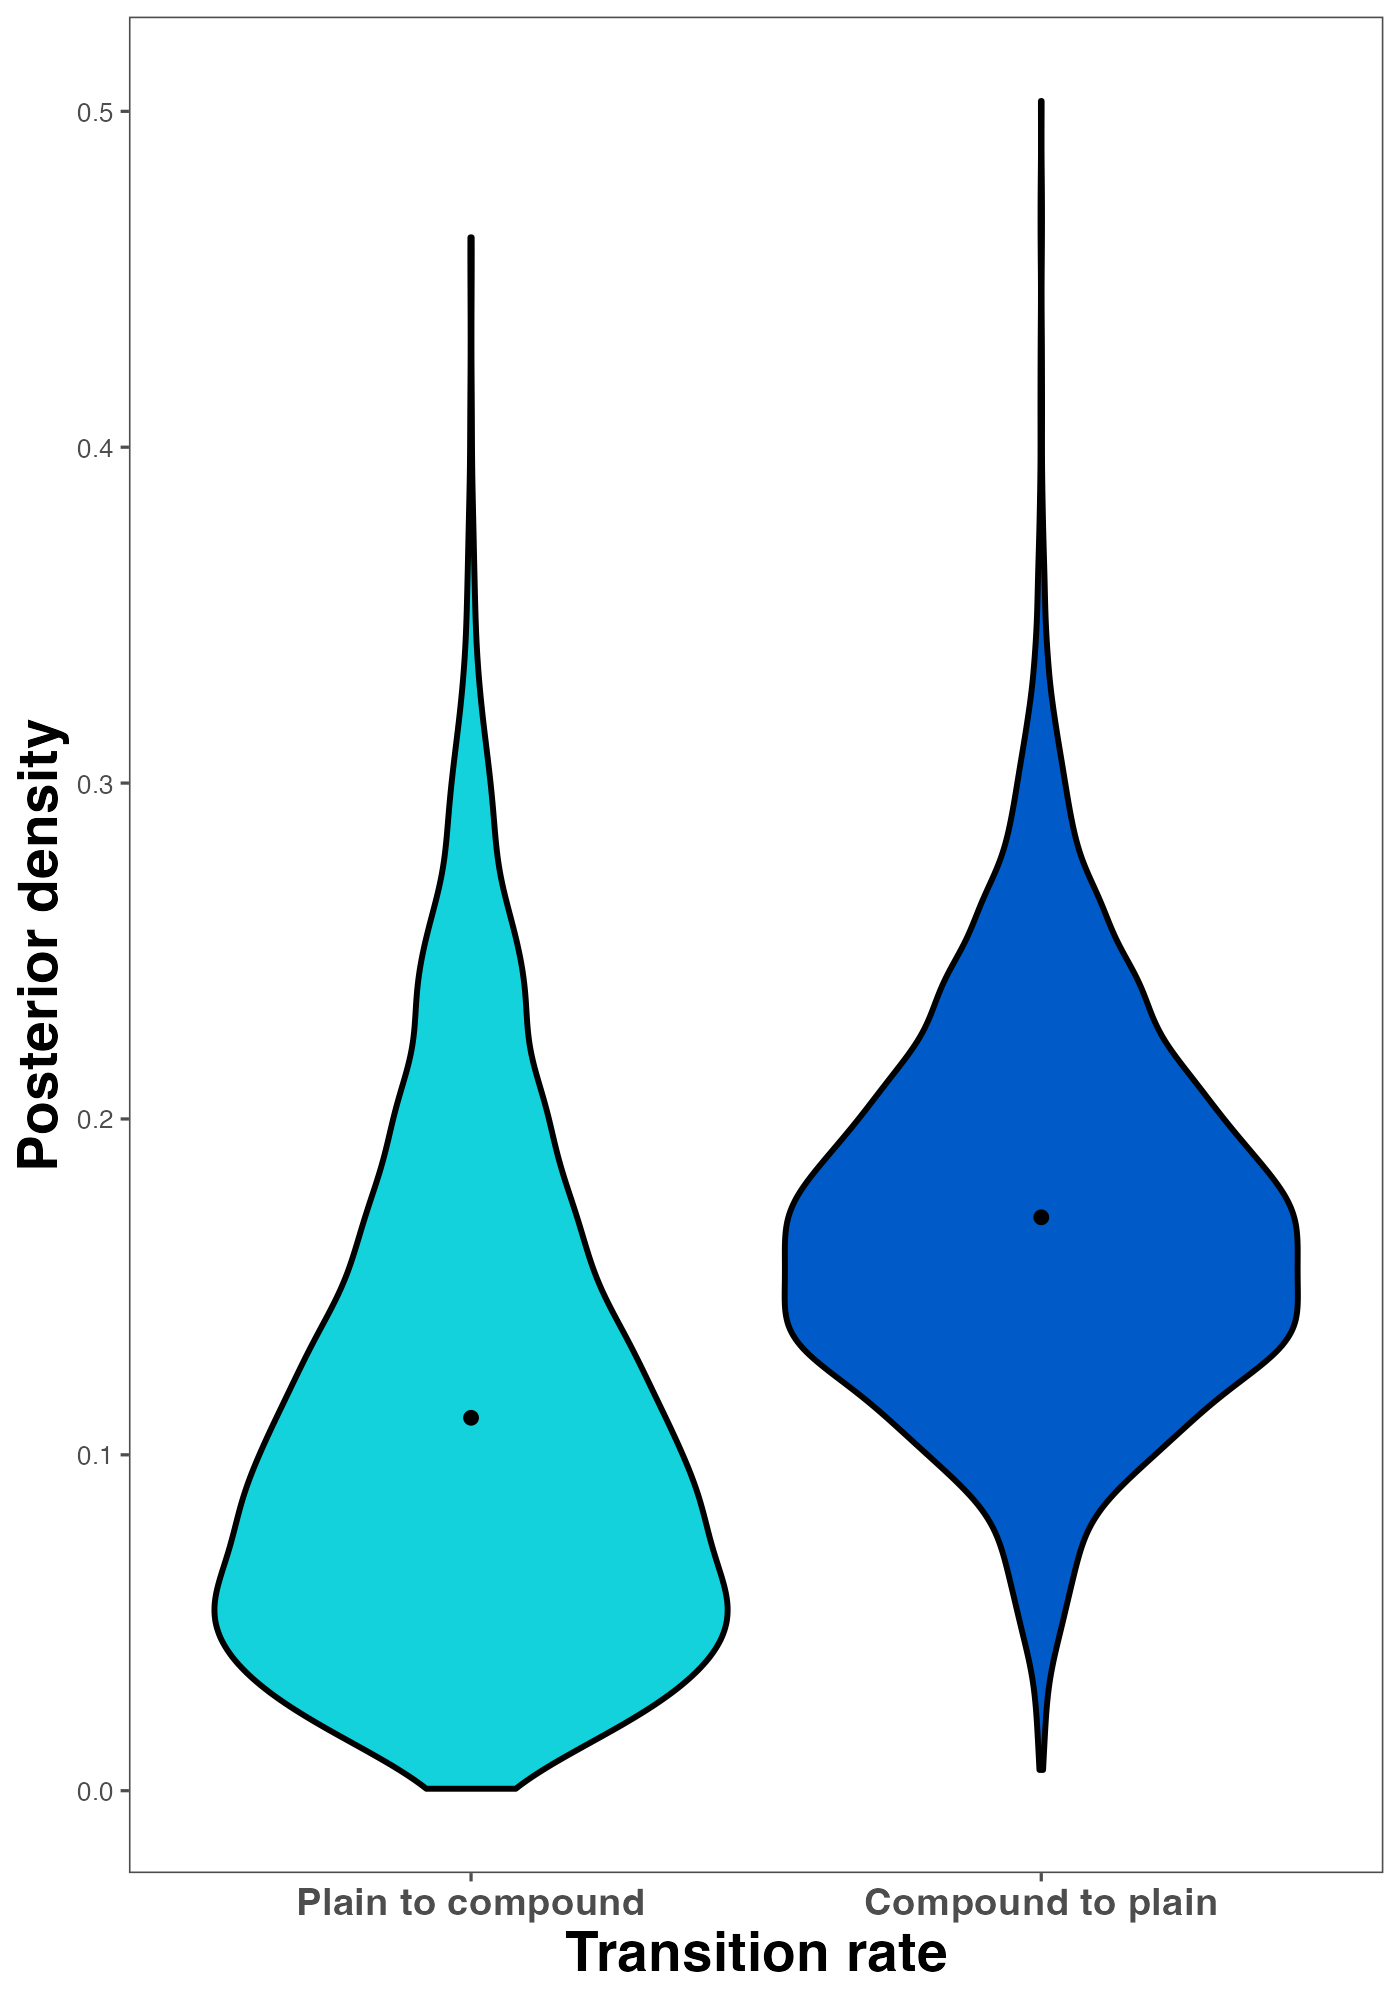 Posterior density
0.5
0.4
0.3
0.2
0.1
0.0
Plain to compound
Compound to plain
Transition rate